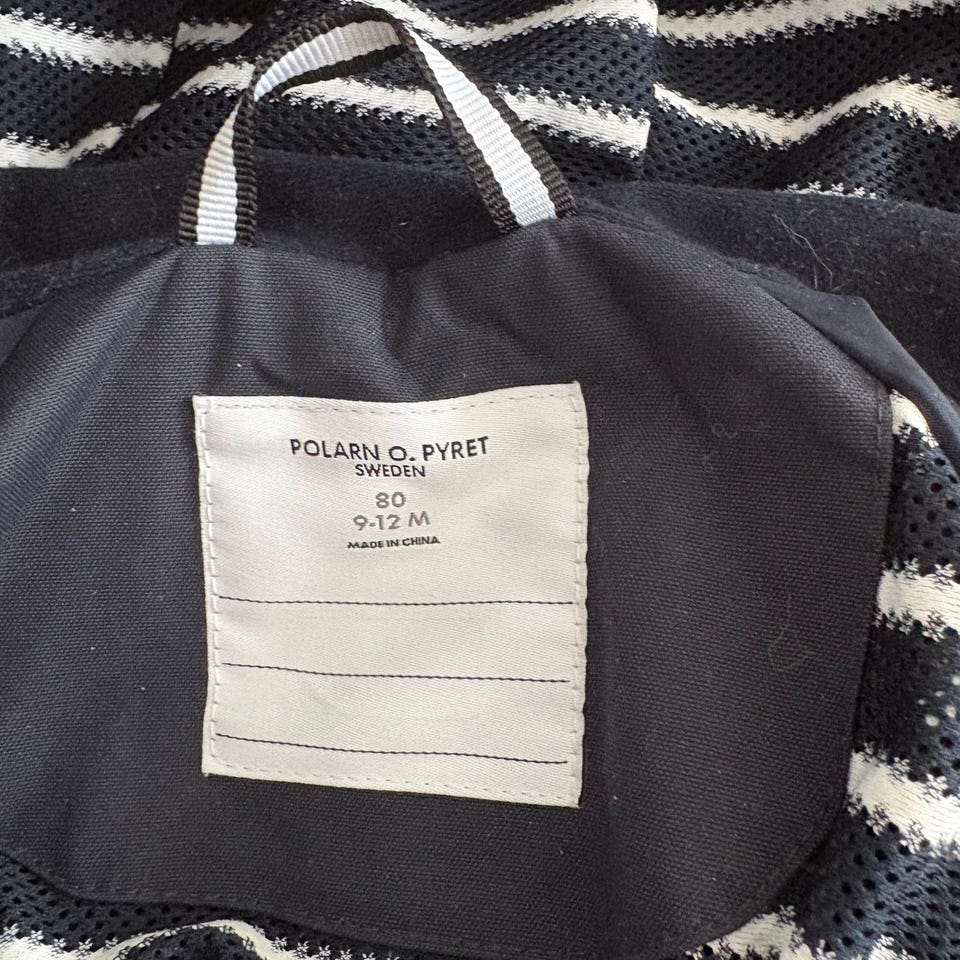 POLARN O. PYRET
SWEDEN
80
9-12 M
MADE IN CHINA